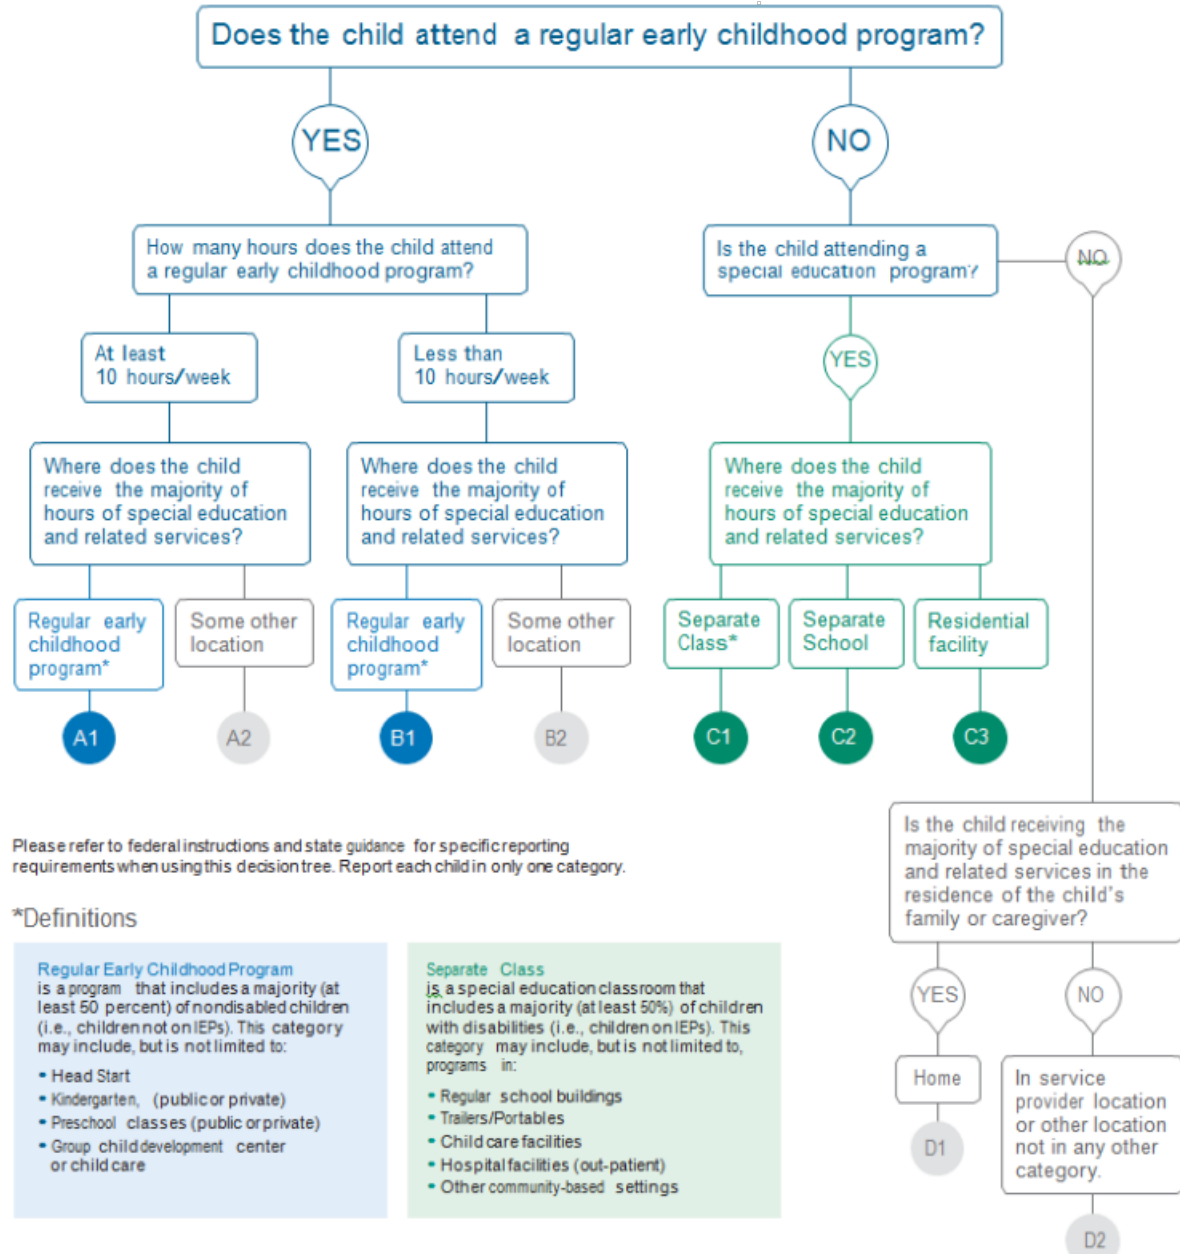 Does the child attend a regular early childhood program?
YES
NO
How many hours does the child attend
a regular early childhood program?
Is the child attending a
special education program?
NO
At least
10 hours/week
Less than
10 hours/week
YES
Where does the child
receive the majority of
hours of special education
and related services?
Where does the child
receive the majority of
hours of special education
and related services?
Where does the child
receive the majority of
hours of special education
and related services?
Regular early
childhood
program*
Some other
location
Regular early
childhood
program*
Some other
location
Separate
Class*
Separate
School
Residential
facility
A1
A2
B1
B2
C1
C2
C3
Is the child receiving the
majority of special education
and related services in the
residence of the child's
family or caregiver?
YES
NO
Home
In service
provider location
or other location
not in any other
category.
D1
D2
Please refer to federal instructions and state guidance for specific reporting
requirements when using this decision tree. Report each child in only one category.
*Definitions
Regular Early Childhood Program
is a program that includes a majority (at
least 50 percent) of nondisabled children
(i.e., children not on IEPs). This category
may include, but is not limited to:
• Head Start
• Kindergarten, (public or private)
• Preschool classes (public or private)
• Group child development center
or child care
Separate Class
is a special education classroom that
includes a majority (at least 50%) of children
with disabilities (i.e., children on IEPs). This
category may include, but is not limited to,
programs in:
• Regular school buildings
• Trailers/Portables
• Child care facilities
• Hospital facilities (out-patient)
• Other community-based settings